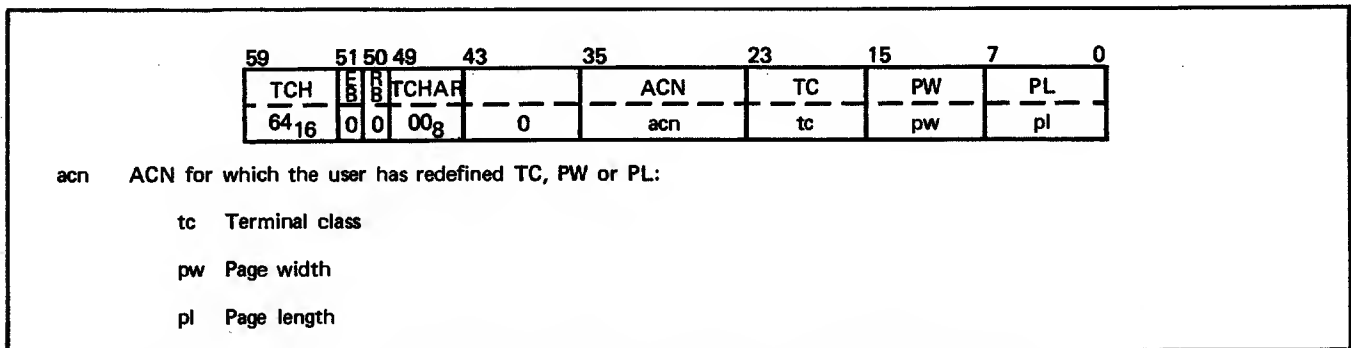 59 51 50 49 43 35 23 15 7 0
TCH EB RB TCHAR ACN TC PW PL
64₁₆ 0 0 00₈ 0 acn tc pw pl
acn ACN for which the user has redefined TC, PW or PL:
tc Terminal class
pw Page width
pl Page length